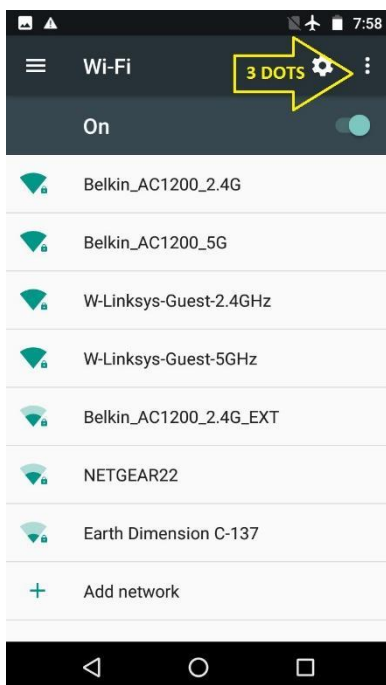 7:58
Wi-Fi
3 DOTS
On
Belkin_AC1200_2.4G
Belkin_AC1200_5G
W-Linksys-Guest-2.4GHz
W-Linksys-Guest-5GHz
Belkin_AC1200_2.4G_EXT
NETGEAR22
Earth Dimension C-137
Add network